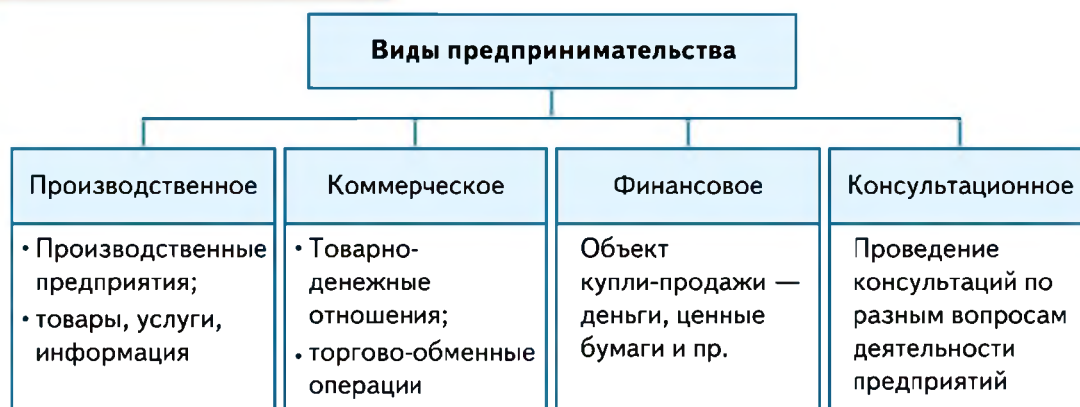 Виды предпринимательства
Производственное
• Производственные
предприятия;
• товары, услуги,
информация
Коммерческое
• Товарно-
денежные
отношения;
• торгово-обменные
операции
Финансовое
Объект
купли-продажи —
деньги, ценные
бумаги и пр.
Консультационное
Проведение
консультаций по
разным вопросам
деятельности
предприятий